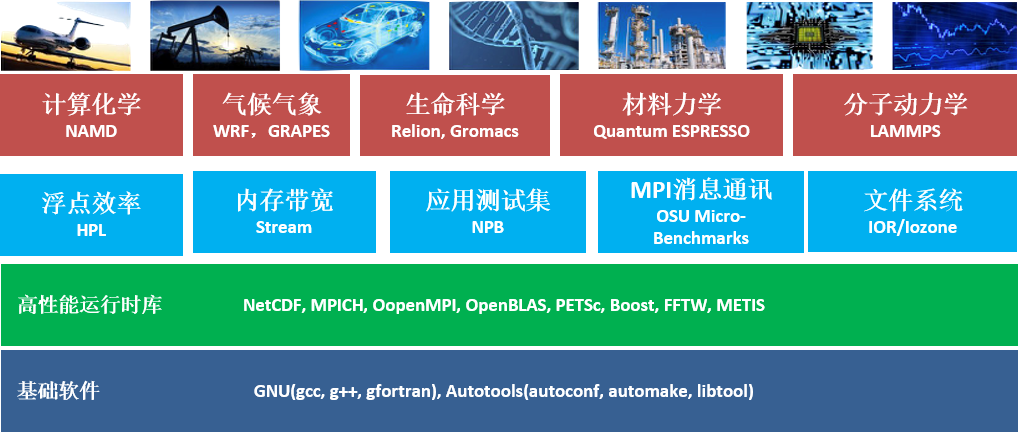 计算化学
NAMD
气候气象
WRF，GRAPES
生命科学
Relion, Gromacs
材料力学
Quantum ESPRESSO
分子动力学
LAMMPS
浮点效率
HPL
内存带宽
Stream
应用测试集
NPB
MPI消息通讯
OSU Micro-
Benchmarks
文件系统
IOR/Iozone
高性能运行时库
NetCDF, MPICH, OopenMPI, OpenBLAS, PETSc, Boost, FFTW, METIS
基础软件
GNU(gcc, g++, gfortran), Autotools(autoconf, automake, libtool)